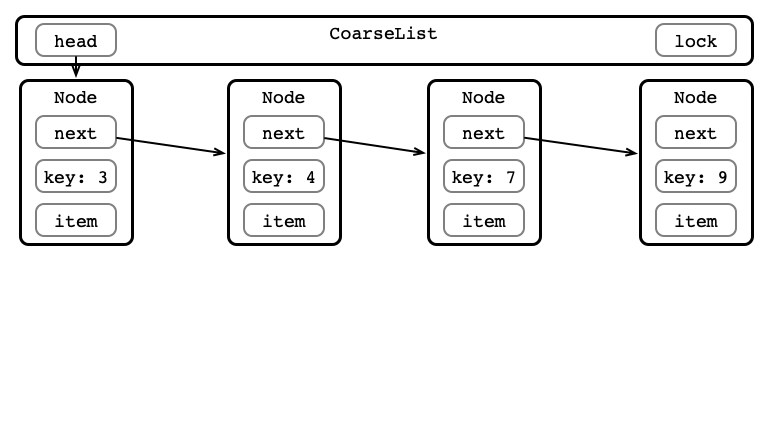 CoarseList
head
lock
Node
next
key: 3
item
Node
next
key: 4
item
Node
next
key: 7
item
Node
next
key: 9
item